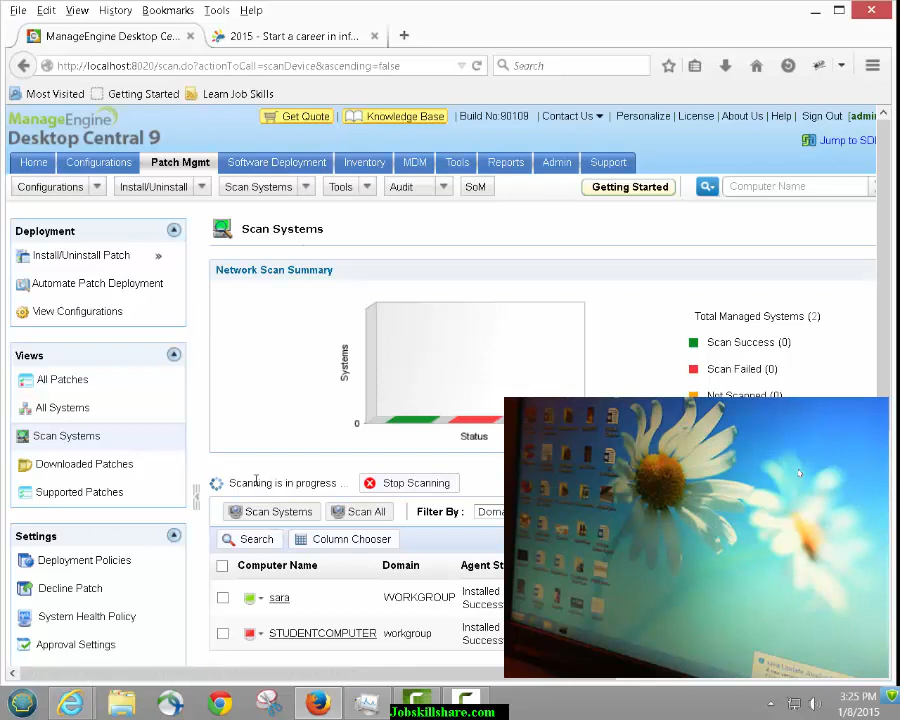 File Edit View History Bookmarks Tools Help
ManageEngine Desktop Ce...
2015 - Start a career in inf...
http://localhost:8020/scan.do?actionToCall=scanDevice&ascending=false
Search
Most Visited Getting Started Learn Job Skills
ManageEngine
Desktop Central 9
Get Quote
Knowledge Base
Build No:90109
Contact Us
Personalize
License
About Us
Help
Sign Out
[admi
Jump to SDI
Home Configurations Patch Mgmt Software Deployment Inventory MDM Tools Reports Admin Support
Configurations Install/Uninstall Scan Systems Tools Audit SoM
Getting Started
Computer Name
Deployment
Install/Uninstall Patch »
Automate Patch Deployment
View Configurations
Views
All Patches
All Systems
Scan Systems
Downloaded Patches
Supported Patches
Settings
Deployment Policies
Decline Patch
System Health Policy
Approval Settings
Scan Systems
Network Scan Summary
Systems
0
Status
Total Managed Systems (2)
Scan Success (0)
Scan Failed (0)
Not Scanned (0)
Scanning is in progress ...
Stop Scanning
Scan Systems
Scan All
Filter By :
Doma
Search
Column Chooser
Computer Name Domain Agent St
sara WORKGROUP Installed
Success
STUDENTCOMPUTER workgroup Installed
Success
3:25 PM
1/8/2015
Jobskillshare.com